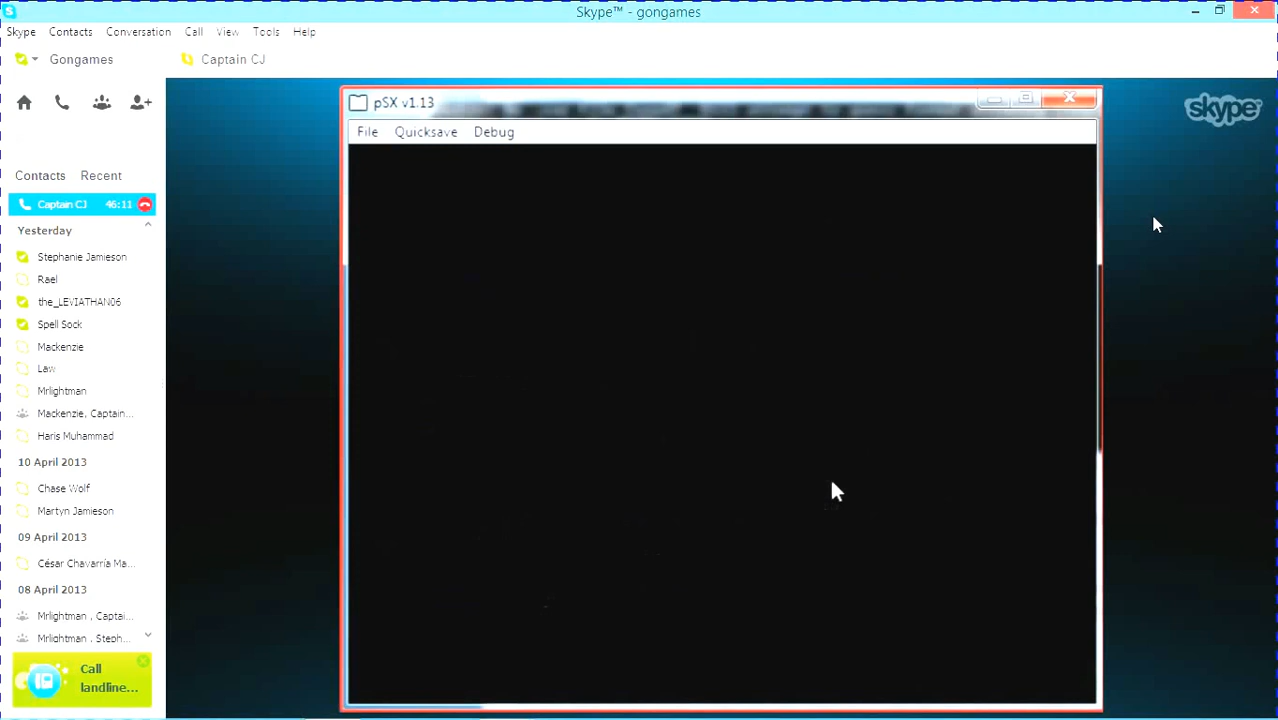 Skype™ - gongames
Skype Contacts Conversation Call View Tools Help
Gongames
Captain CJ
pSX v1.13
skype
File Quicksave Debug
Contacts Recent
Captain CJ 46:11
Yesterday
Stephanie Jamieson
Rael
the_LEVIATHAN06
Spell Sock
Mackenzie
Law
Mrlightman
Mackenzie, Captain...
Haris Muhammad
10 April 2013
Chase Wolf
Martyn Jamieson
09 April 2013
César Chavarría Ma...
08 April 2013
Mrlightman , Captai...
Mrlightman , Steph...
Call
landline...